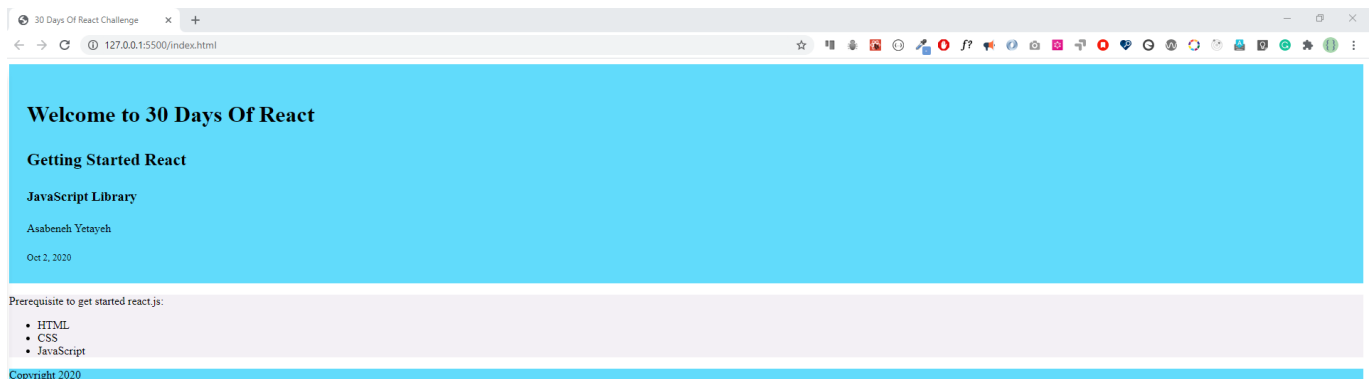 30 Days Of React Challenge
127.0.0.1:5500/index.html
Welcome to 30 Days Of React
Getting Started React
JavaScript Library
Asabeneh Yetayeh
Oct 2, 2020
Prerequisite to get started react.js:
HTML
CSS
JavaScript
Copyright 2020